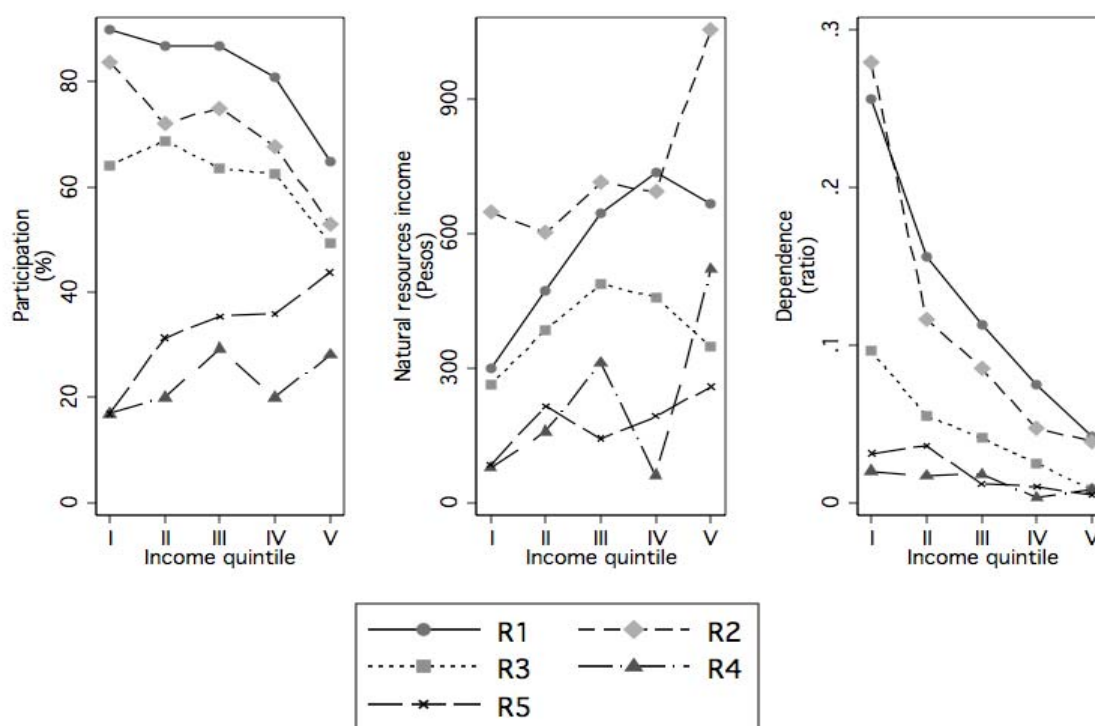 Participation
(%)
0 20 40 60 80
I II III IV V
Income quintile
Natural resources income
(Pesos)
0 300 600 900
I II III IV V
Income quintile
Dependence
(ratio)
0 .1 .2 .3
I II III IV V
Income quintile
R1 R2
R3 R4
R5